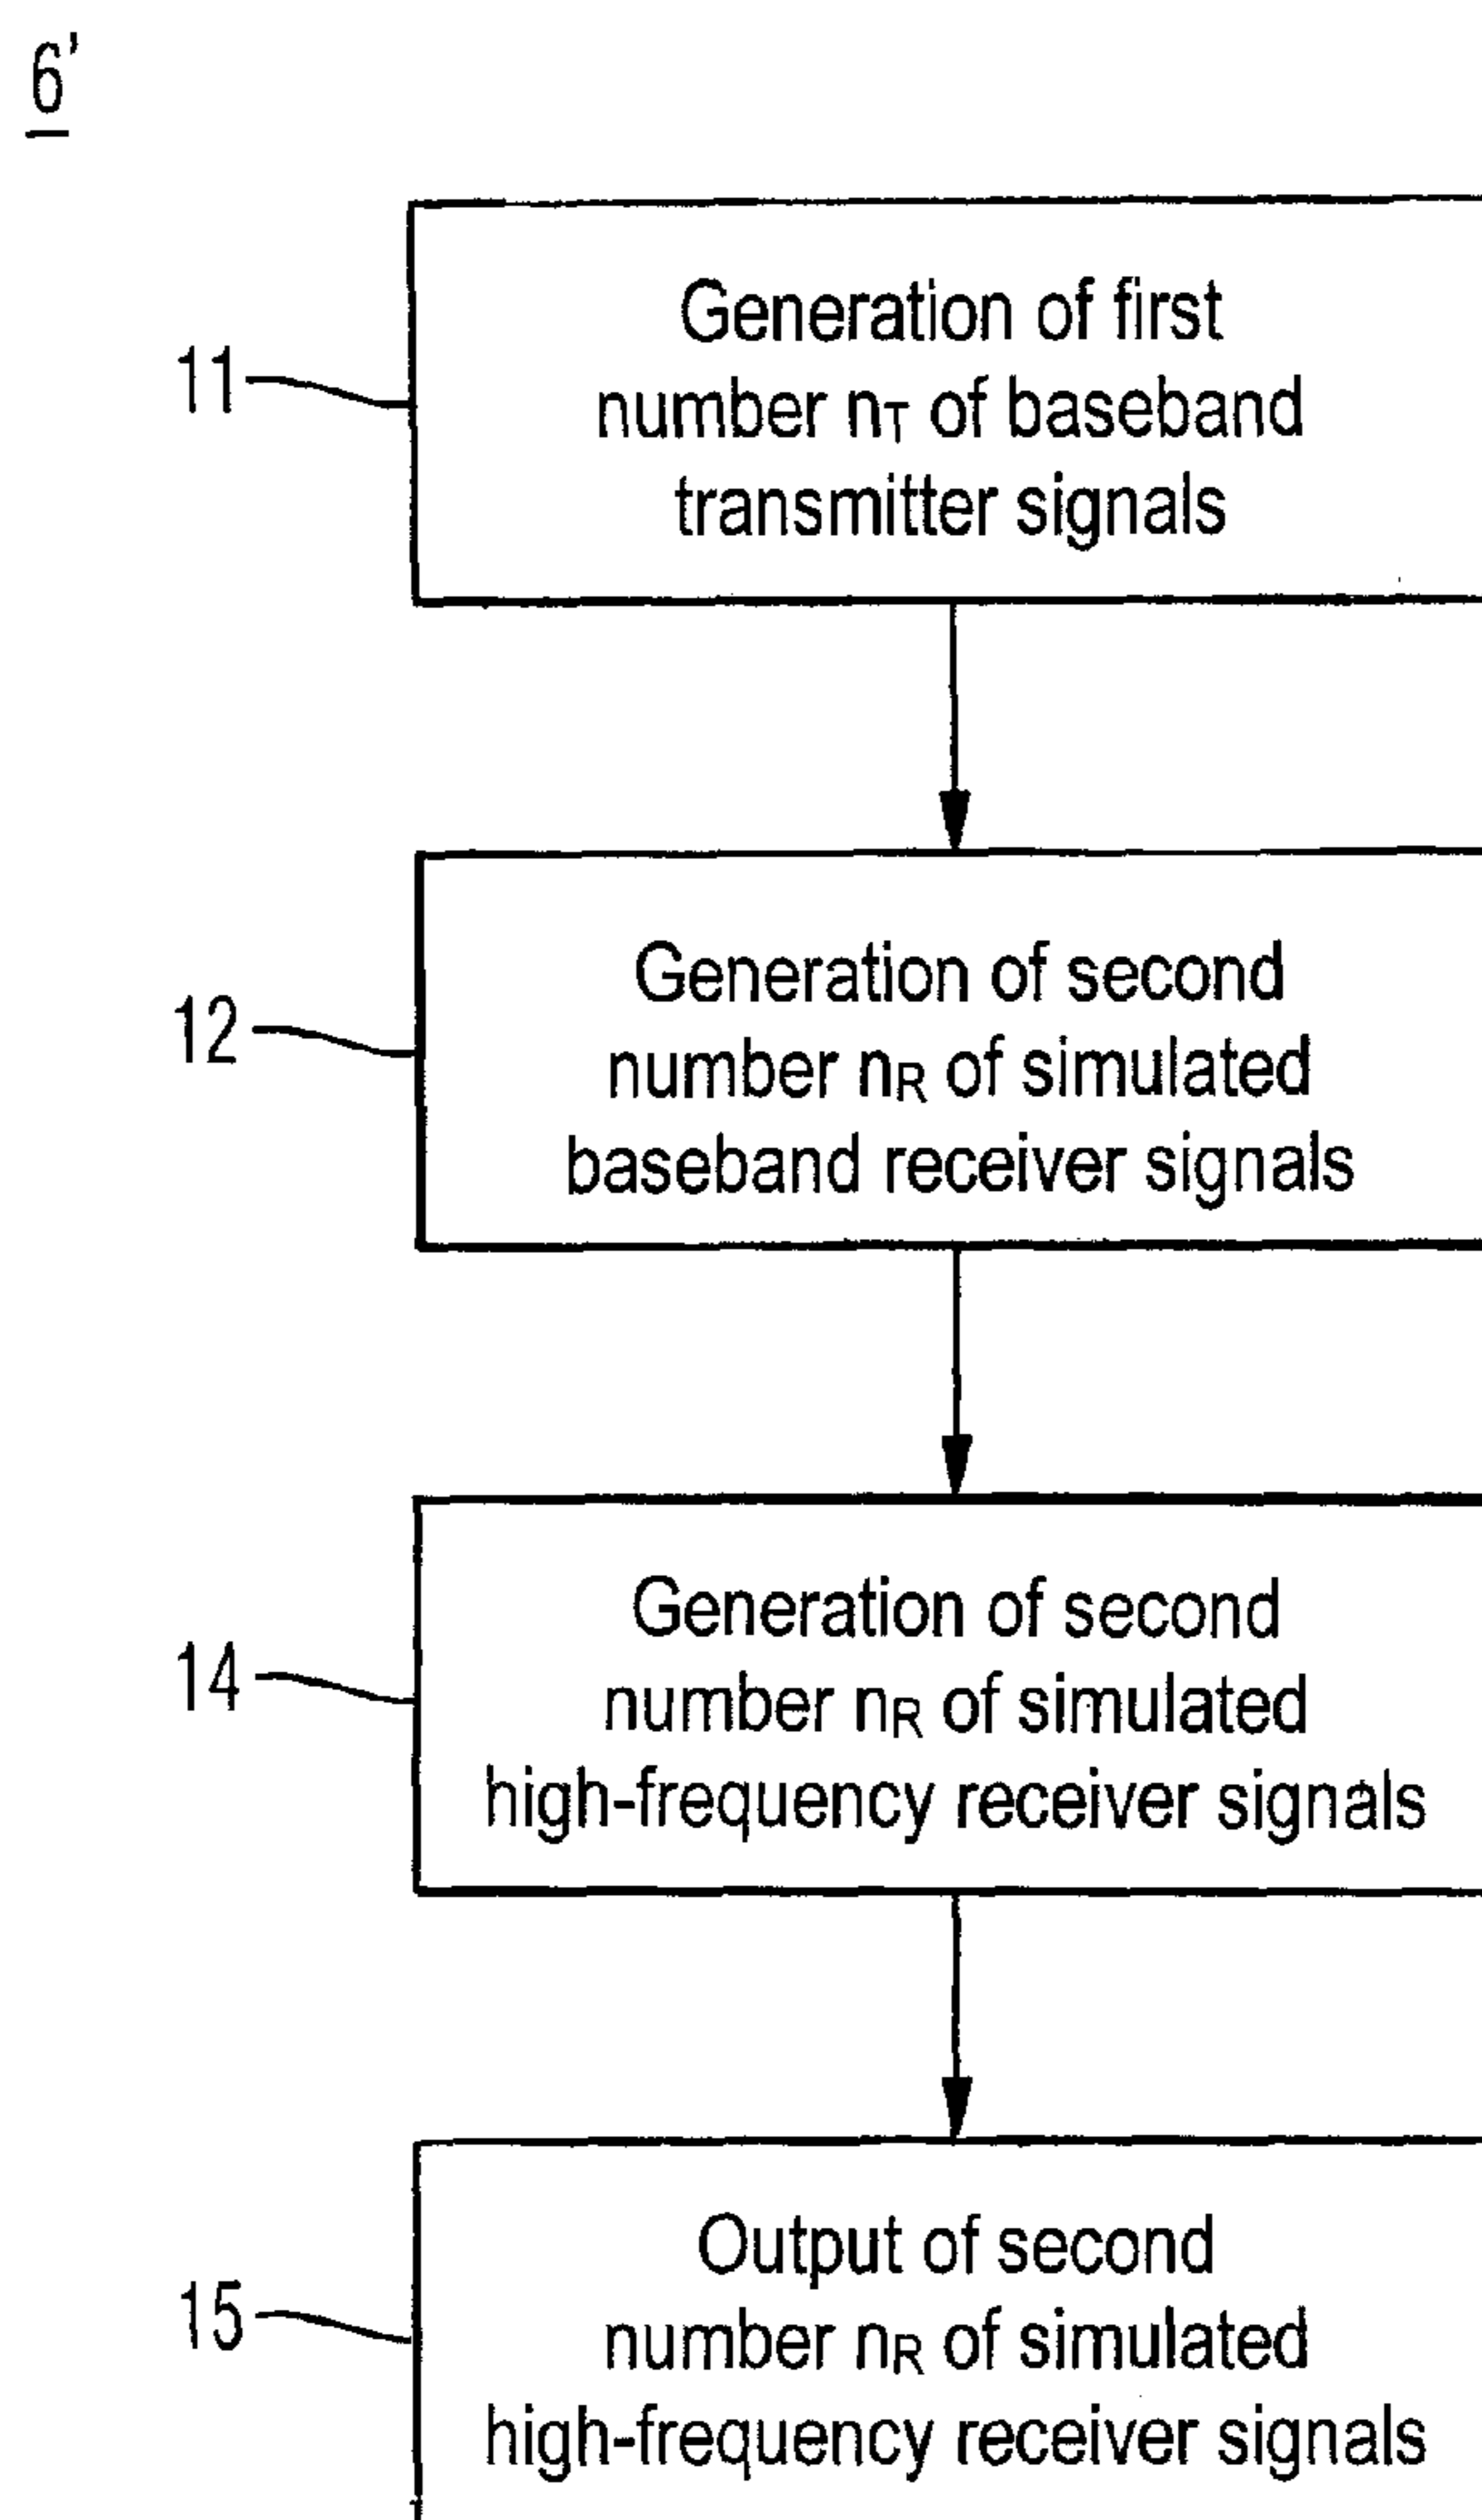 6'
11
Generation of first
number nT of baseband
transmitter signals
12
Generation of second
number nR of simulated
baseband receiver signals
14
Generation of second
number nR of simulated
high-frequency receiver signals
15
Output of second
number nR of simulated
high-frequency receiver signals